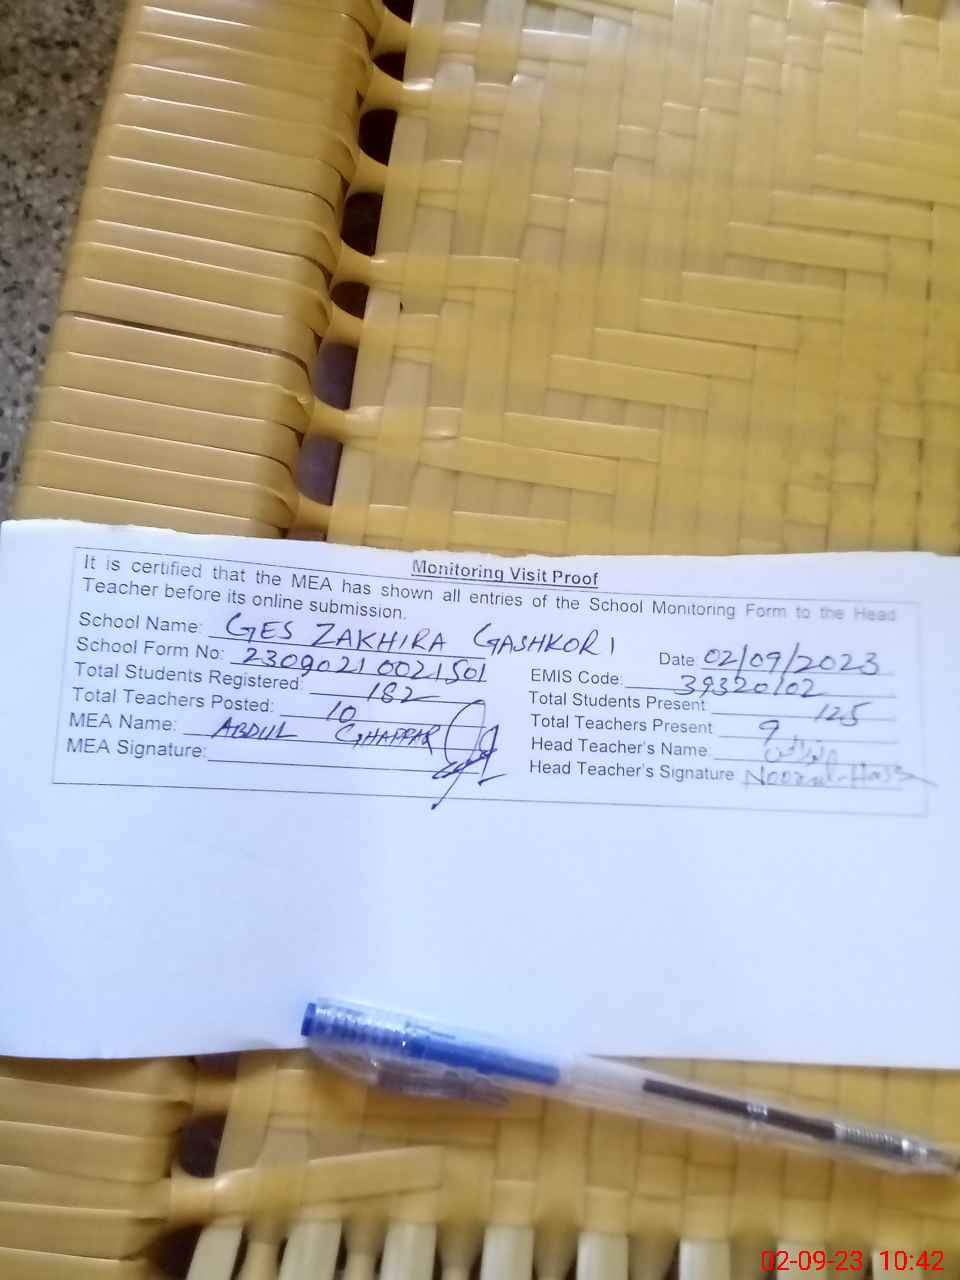 Monitoring Visit Proof
It is certified that the MEA has shown all entries of the School Monitoring Form to the Head
Teacher before its online submission.
School Name: GES ZAKHIRA GASHKORI
Date: 02/09/2023
School Form No: 23090210021501
EMIS Code: 39320102
Total Students Registered: 182
Total Students Present 125
Total Teachers Posted: 10
Total Teachers Present 9
MEA Name: ABDUL GHAFFAR
Head Teacher's Name:
MEA Signature:
Head Teacher's Signature
02-09-23 10:42